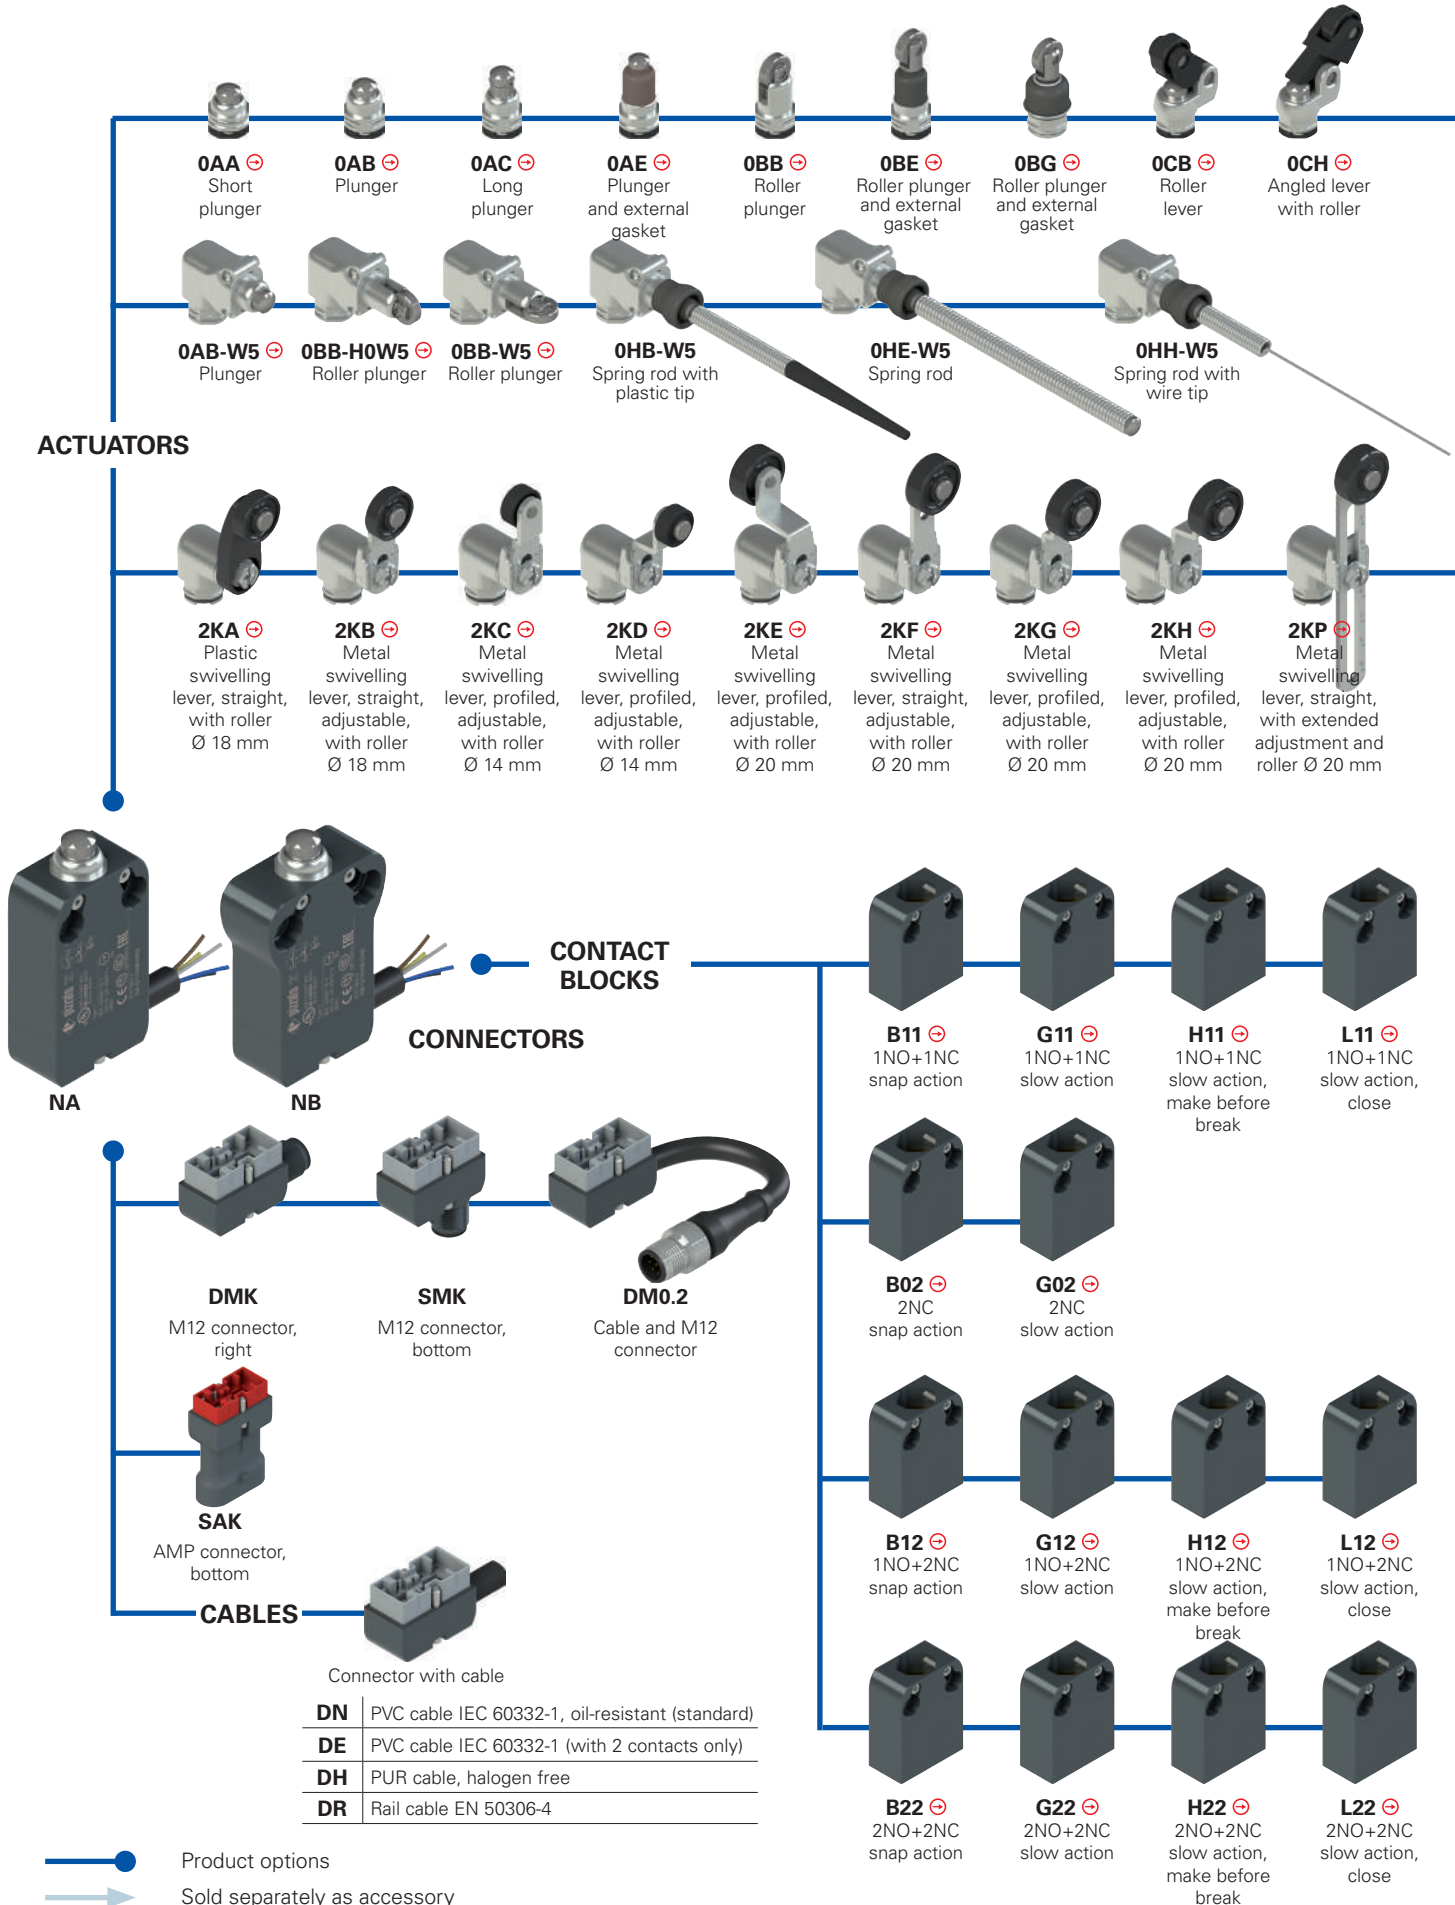 0AA
Short
plunger
0AB
Plunger
0AC
Long
plunger
0AE
Plunger
and external
gasket
0BB
Roller
plunger
0BE
Roller plunger
and external
gasket
0BG
Roller plunger
and external
gasket
0CB
Roller
lever
0CH
Angled lever
with roller
0AB-W5
Plunger
0BB-H0W5
Roller plunger
0BB-W5
Roller plunger
0HB-W5
Spring rod with
plastic tip
0HE-W5
Spring rod
0HH-W5
Spring rod with
wire tip
ACTUATORS
2KA
Plastic
swivelling
lever, straight,
with roller
Ø 18 mm
2KB
Metal
swivelling
lever, straight,
adjustable,
with roller
Ø 18 mm
2KC
Metal
swivelling
lever, profiled,
adjustable,
with roller
Ø 14 mm
2KD
Metal
swivelling
lever, profiled,
adjustable,
with roller
Ø 14 mm
2KE
Metal
swivelling
lever, profiled,
adjustable,
with roller
Ø 20 mm
2KF
Metal
swivelling
lever, straight,
adjustable,
with roller
Ø 20 mm
2KG
Metal
swivelling
lever, profiled,
adjustable,
with roller
Ø 20 mm
2KH
Metal
swivelling
lever, profiled,
adjustable,
with roller
Ø 20 mm
2KP
Metal
swivelling
lever, straight,
with extended
adjustment and
roller Ø 20 mm
NA
NB
CONTACT
BLOCKS
CONNECTORS
B11
1NO+1NC
snap action
G11
1NO+1NC
slow action
H11
1NO+1NC
slow action,
make before
break
L11
1NO+1NC
slow action,
close
B02
2NC
snap action
G02
2NC
slow action
DMK
M12 connector,
right
SMK
M12 connector,
bottom
DM0.2
Cable and M12
connector
SAK
AMP connector,
bottom
B12
1NO+2NC
snap action
G12
1NO+2NC
slow action
H12
1NO+2NC
slow action,
make before
break
L12
1NO+2NC
slow action,
close
CABLES
Connector with cable
DN PVC cable IEC 60332-1, oil-resistant (standard)
DE PVC cable IEC 60332-1 (with 2 contacts only)
DH PUR cable, halogen free
DR Rail cable EN 50306-4
B22
2NO+2NC
snap action
G22
2NO+2NC
slow action
H22
2NO+2NC
slow action,
make before
break
L22
2NO+2NC
slow action,
close
Product options
Sold separately as accessory